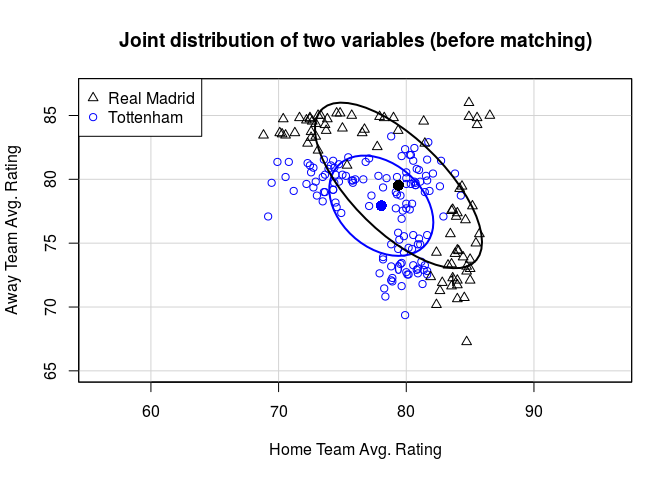 Joint distribution of two variables (before matching)
Real Madrid
Tottenham
85
80
75
70
65
Away Team Avg. Rating
60 70 80 90
Home Team Avg. Rating